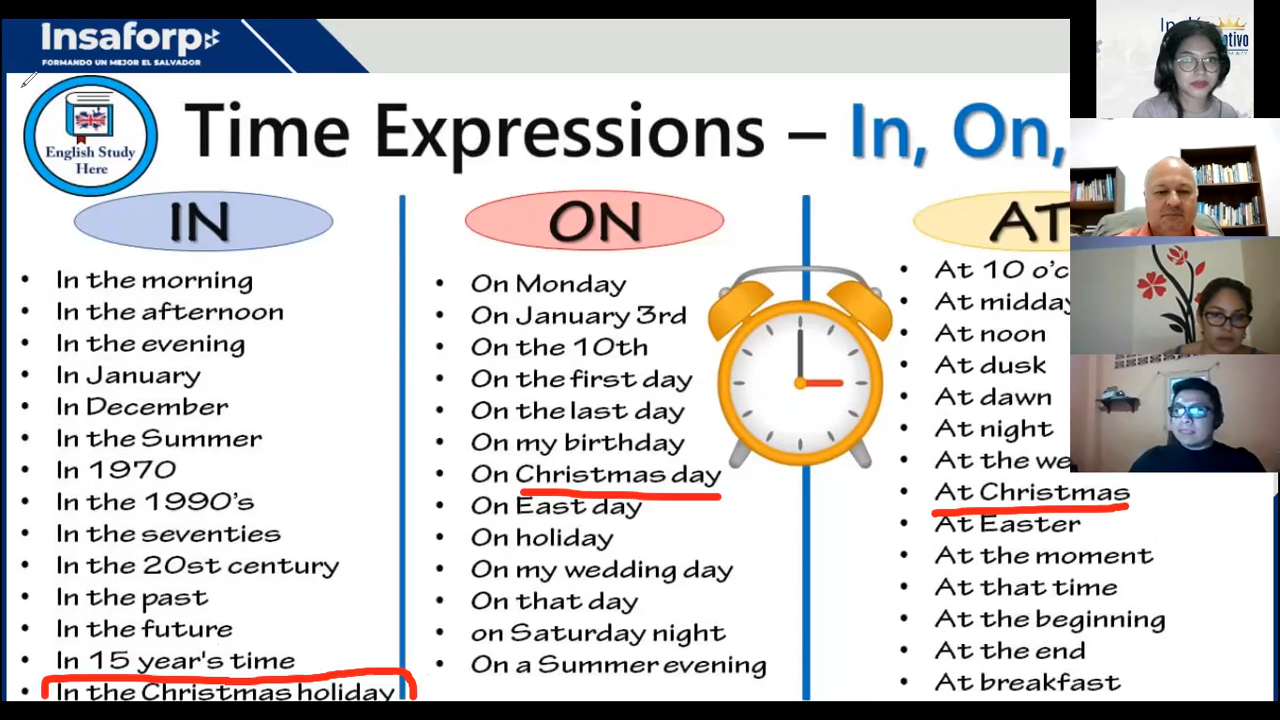 Insaforp
FORMANDO UN MEJOR EL SALVADOR
English Study
Here
Time Expressions – In, On,
IN
• In the morning
• In the afternoon
• In the evening
• In January
• In December
• In the Summer
• In 1970
• In the 1990's
• In the seventies
• In the 20st century
• In the past
• In the future
• In 15 year's time
• In the Christmas holiday
ON
• On Monday
• On January 3rd
• On the 10th
• On the first day
• On the last day
• On my birthday
• On Christmas day
• On East day
• On holiday
• On my wedding day
• On that day
• on Saturday night
• On a Summer evening
AT
• At 10
• At midday
• At noon
• At dusk
• At dawn
• At night
• At the
• At Christmas
• At Easter
• At the moment
• At that time
• At the beginning
• At the end
• At breakfast